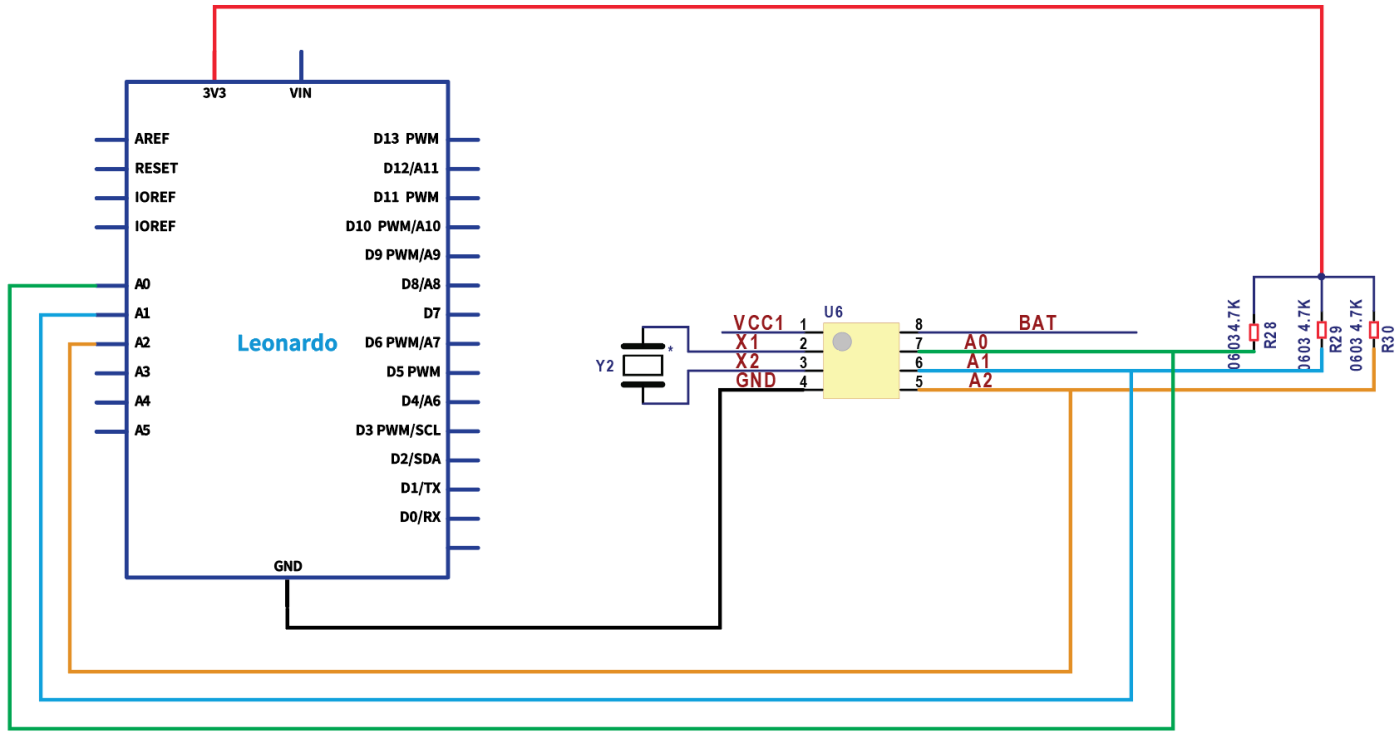 3V3 VIN
AREF D13 PWM
RESET D12/A11
IOREF D11 PWM
IOREF D10 PWM/A10
D9 PWM/A9
A0 D8/A8
A1 D7
A2 Leonardo D6 PWM/A7
A3 D5 PWM
A4 D4/A6
A5 D3 PWM/SCL
D2/SDA
D1/TX
D0/RX
GND
Y2
*
U6
VCC1 1 8 BAT
X1 2 7 A0
X2 3 6 A1
GND 4 5 A2
0603 4.7K
R28
0603 4.7K
R29
0603 4.7K
R30